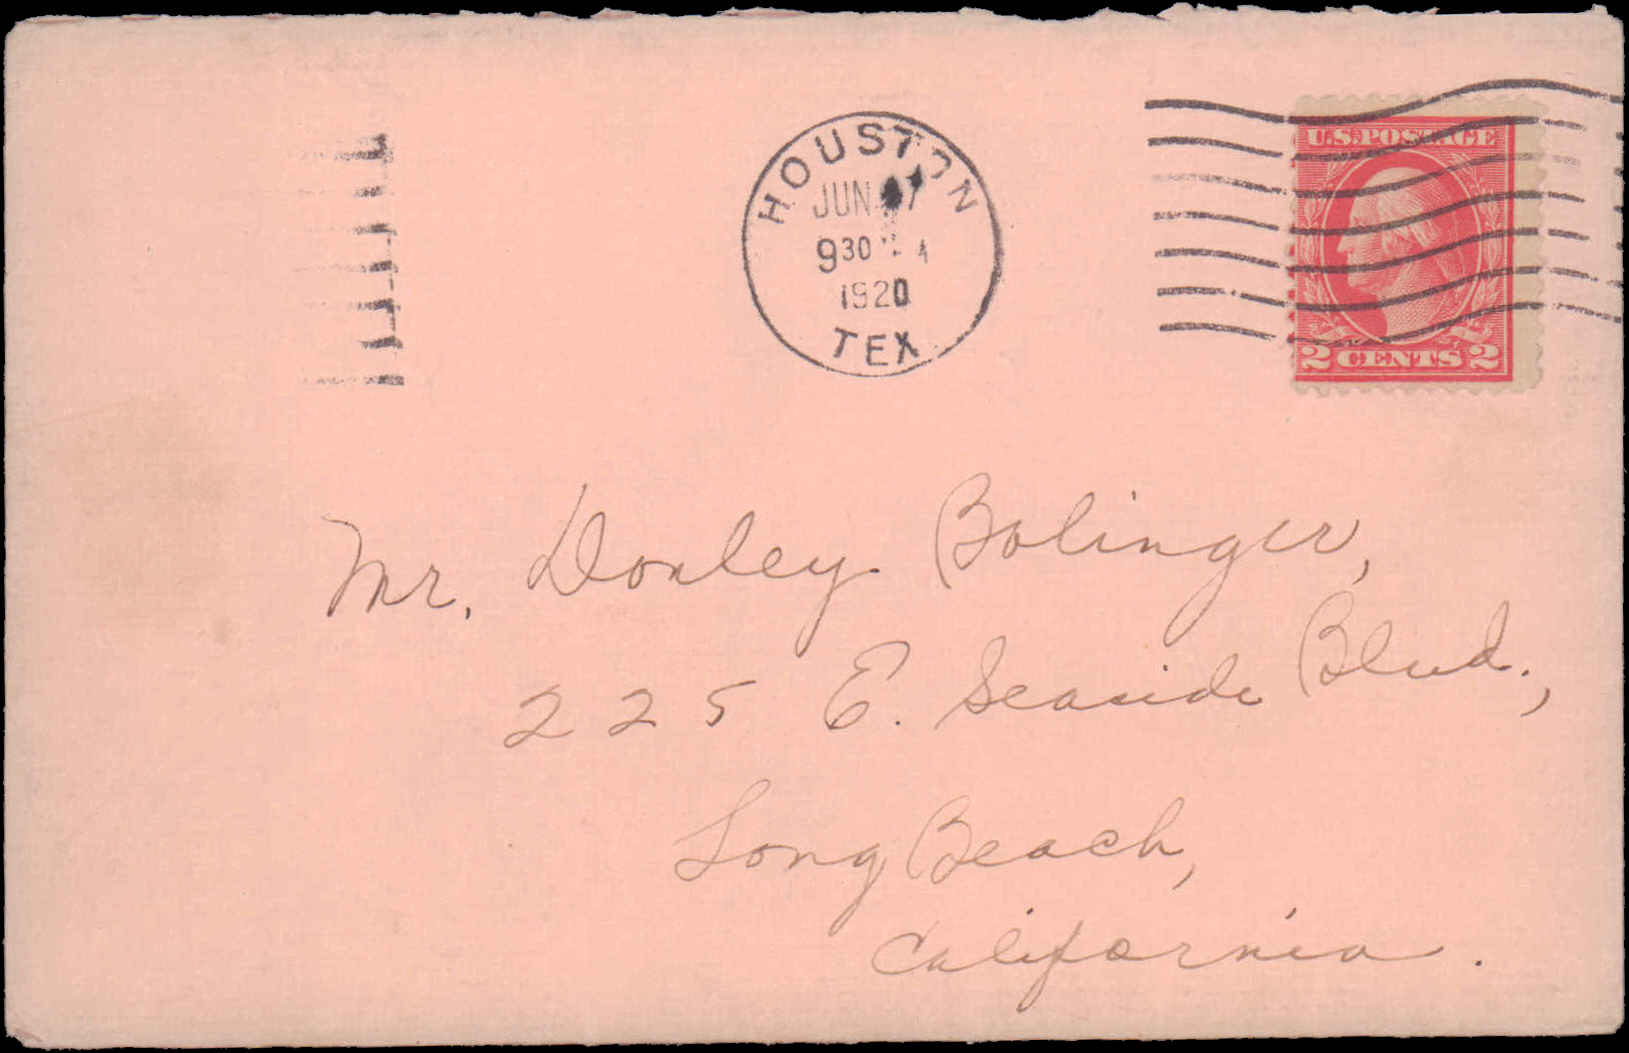 HOUSTON
JUN
930
1920
TEX
U.S. POSTAGE
2 CENTS 2
Mr. Donley Bolinger,
225 E. Seaside Blvd.,
Long Beach,
California.